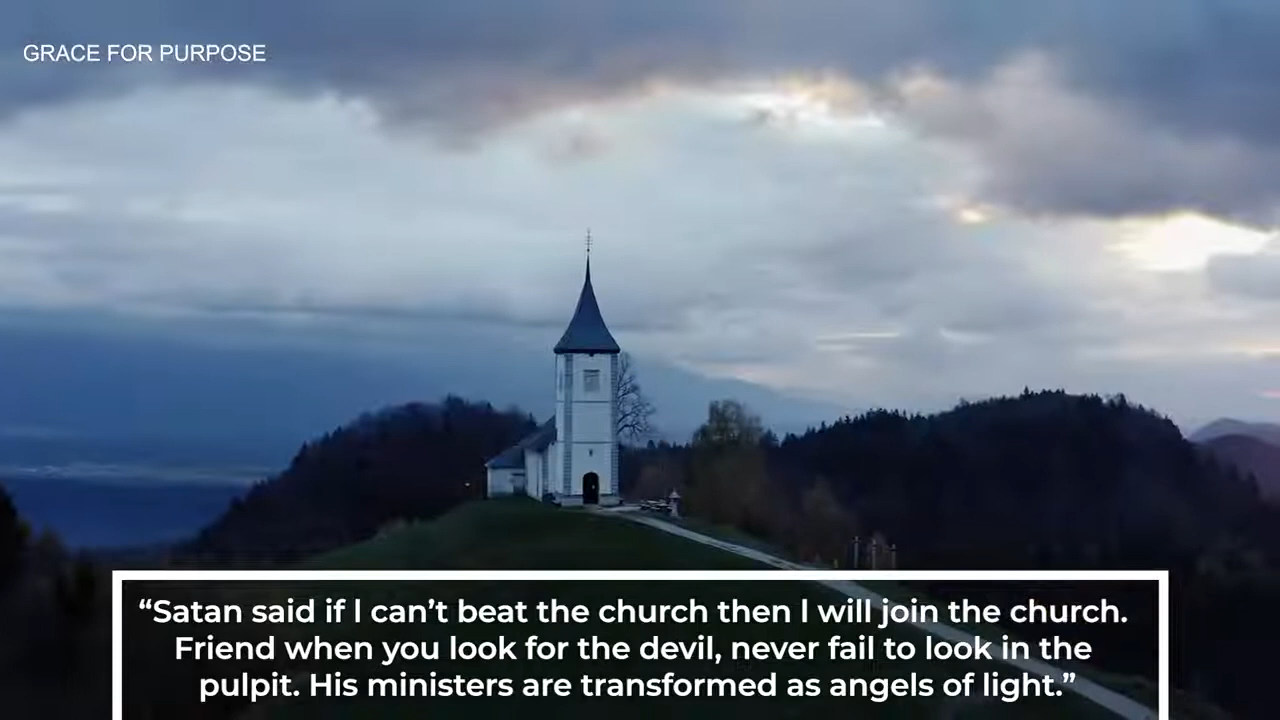 GRACE FOR PURPOSE
“Satan said if I can’t beat the church then I will join the church.
Friend when you look for the devil, never fail to look in the
pulpit. His ministers are transformed as angels of light.”